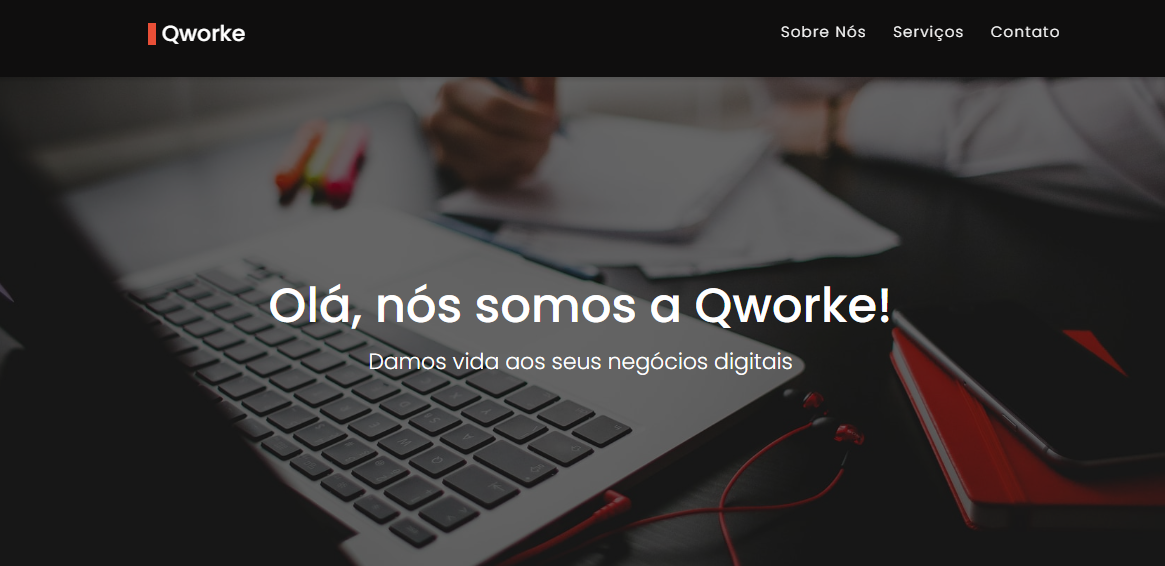 Qworke
Sobre Nós Serviços Contato
Olá, nós somos a Qworke!
Damos vida aos seus negócios digitais